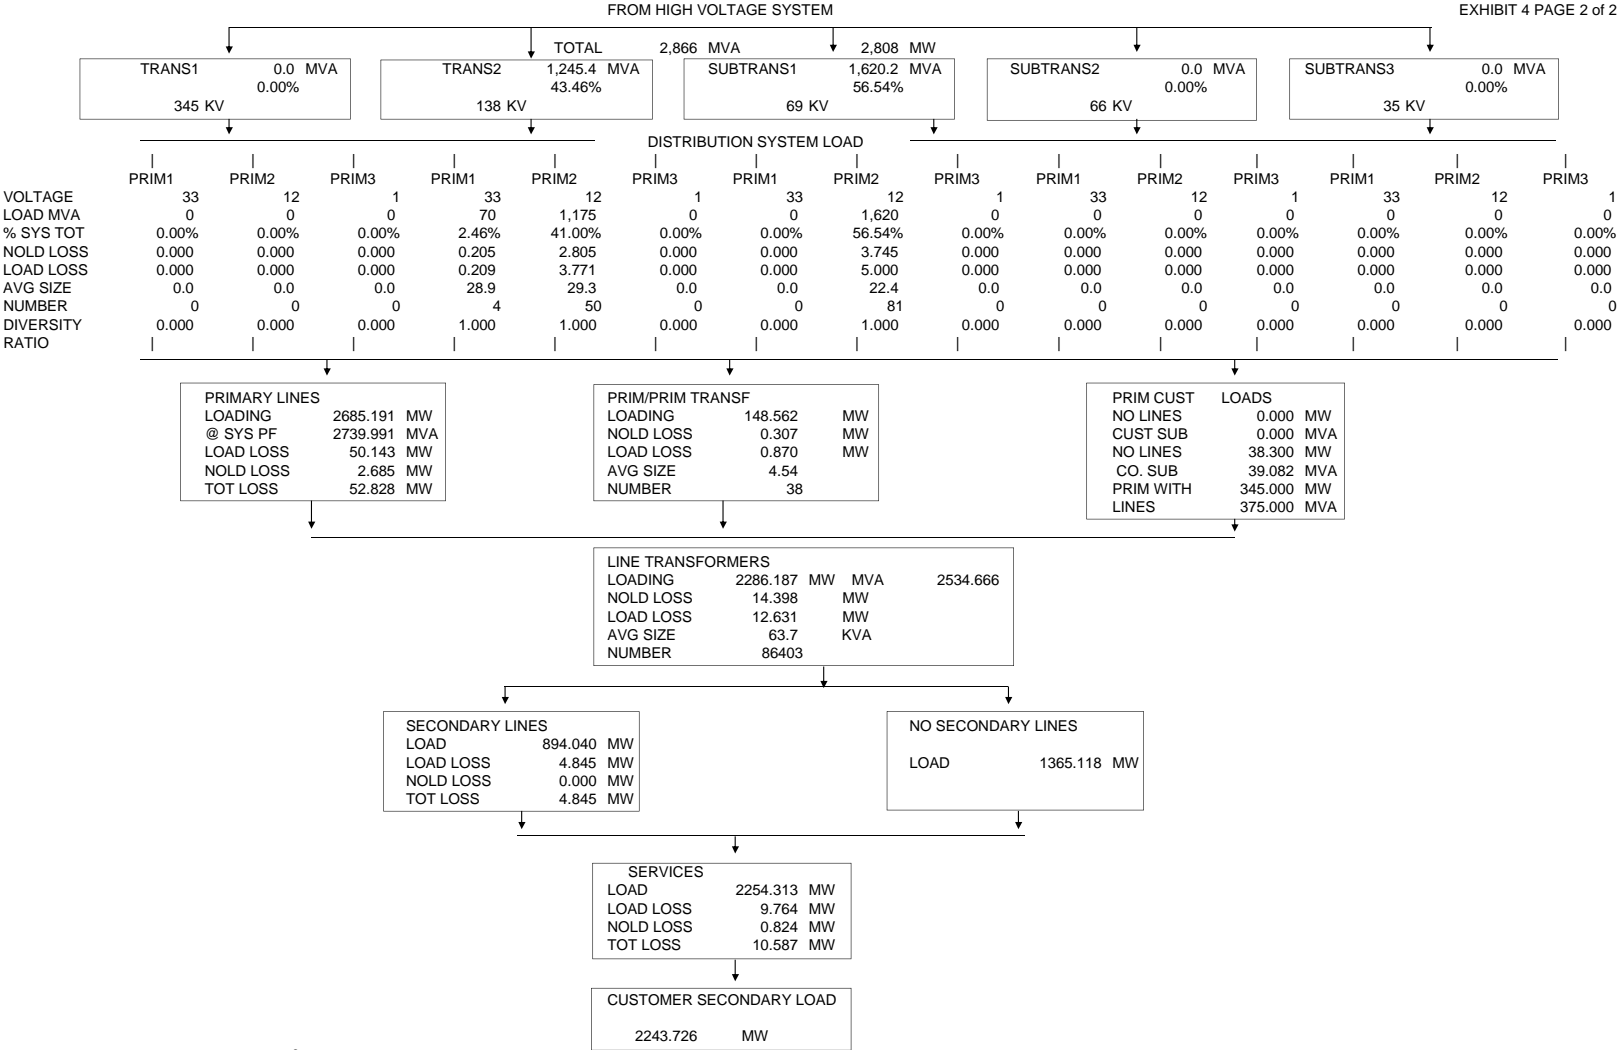 FROM HIGH VOLTAGE SYSTEM EXHIBIT 4 PAGE 2 of 2
TOTAL 2,866 MVA 2,808 MW
TRANS1 0.0 MVA TRANS2 1,245.4 MVA SUBTRANS1 1,620.2 MVA SUBTRANS2 0.0 MVA SUBTRANS3 0.0 MVA
0.00% 43.46% 56.54% 0.00% 0.00%
345 KV 138 KV 69 KV 66 KV 35 KV
DISTRIBUTION SYSTEM LOAD
| | | | | | | | | | | | | | |
PRIM1 PRIM2 PRIM3 PRIM1 PRIM2 PRIM3 PRIM1 PRIM2 PRIM3 PRIM1 PRIM2 PRIM3 PRIM1 PRIM2 PRIM3
VOLTAGE 33 12 1 33 12 1 33 12 1 33 12 1 33 12 1
LOAD MVA 0 0 0 70 1,175 0 0 1,620 0 0 0 0 0 0 0
% SYS TOT 0.00% 0.00% 0.00% 2.46% 41.00% 0.00% 0.00% 56.54% 0.00% 0.00% 0.00% 0.00% 0.00% 0.00% 0.00%
NOLD LOSS 0.000 0.000 0.000 0.205 2.805 0.000 0.000 3.745 0.000 0.000 0.000 0.000 0.000 0.000 0.000
LOAD LOSS 0.000 0.000 0.000 0.209 3.771 0.000 0.000 5.000 0.000 0.000 0.000 0.000 0.000 0.000 0.000
AVG SIZE 0.0 0.0 0.0 28.9 29.3 0.0 0.0 22.4 0.0 0.0 0.0 0.0 0.0 0.0 0.0
NUMBER 0 0 0 4 50 0 0 81 0 0 0 0 0 0 0
DIVERSITY 0.000 0.000 0.000 1.000 1.000 0.000 0.000 1.000 0.000 0.000 0.000 0.000 0.000 0.000 0.000
RATIO | | | | | | | | | | | | | | |
PRIMARY LINES
LOADING 2685.191 MW
@ SYS PF 2739.991 MVA
LOAD LOSS 50.143 MW
NOLD LOSS 2.685 MW
TOT LOSS 52.828 MW
PRIM/PRIM TRANSF
LOADING 148.562 MW
NOLD LOSS 0.307 MW
LOAD LOSS 0.870 MW
AVG SIZE 4.54
NUMBER 38
PRIM CUST LOADS
NO LINES 0.000 MW
CUST SUB 0.000 MVA
NO LINES 38.300 MW
CO. SUB 39.082 MVA
PRIM WITH 345.000 MW
LINES 375.000 MVA
LINE TRANSFORMERS
LOADING 2286.187 MW MVA 2534.666
NOLD LOSS 14.398 MW
LOAD LOSS 12.631 MW
AVG SIZE 63.7 KVA
NUMBER 86403
SECONDARY LINES
LOAD 894.040 MW
LOAD LOSS 4.845 MW
NOLD LOSS 0.000 MW
TOT LOSS 4.845 MW
NO SECONDARY LINES
LOAD 1365.118 MW
SERVICES
LOAD 2254.313 MW
LOAD LOSS 9.764 MW
NOLD LOSS 0.824 MW
TOT LOSS 10.587 MW
CUSTOMER SECONDARY LOAD
2243.726 MW